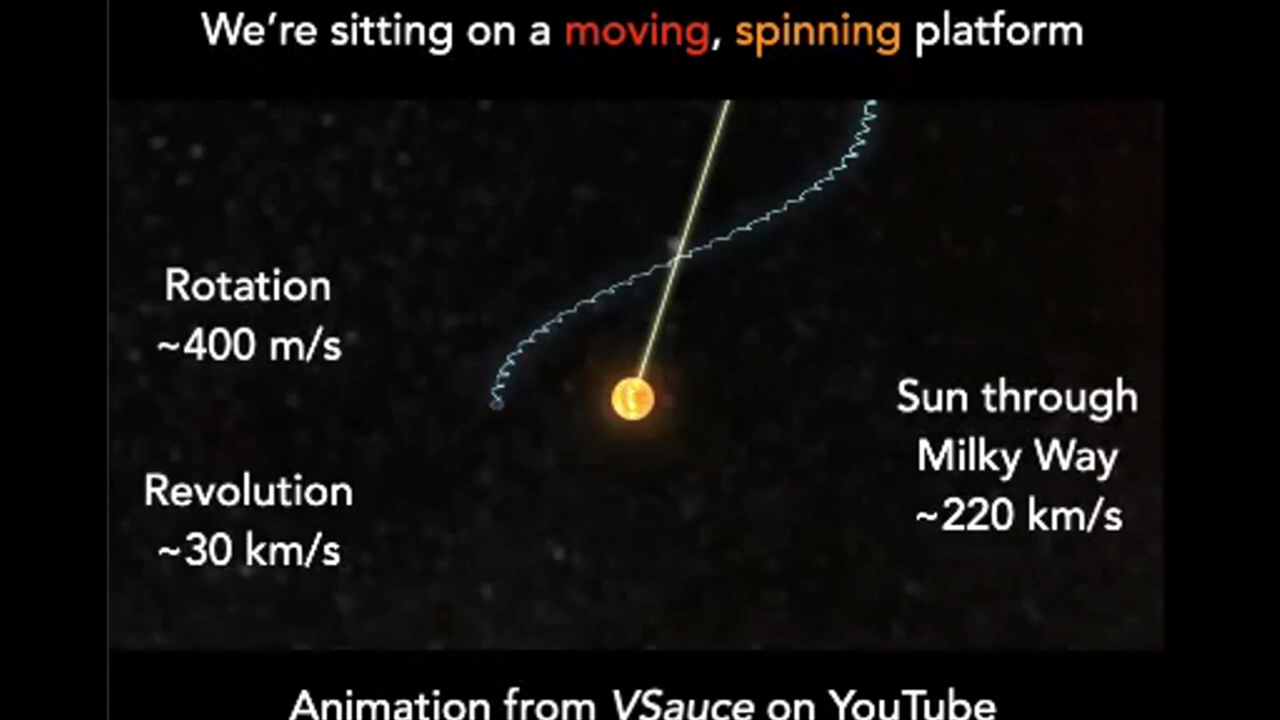 We're sitting on a moving, spinning platform
Rotation
~400 m/s
Revolution
~30 km/s
Sun through
Milky Way
~220 km/s
Animation from VSauce on YouTube